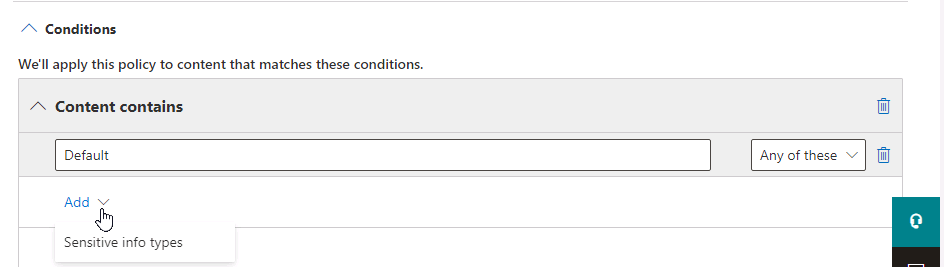 Conditions
We'll apply this policy to content that matches these conditions.
Content contains
Default
Any of these
Add
Sensitive info types